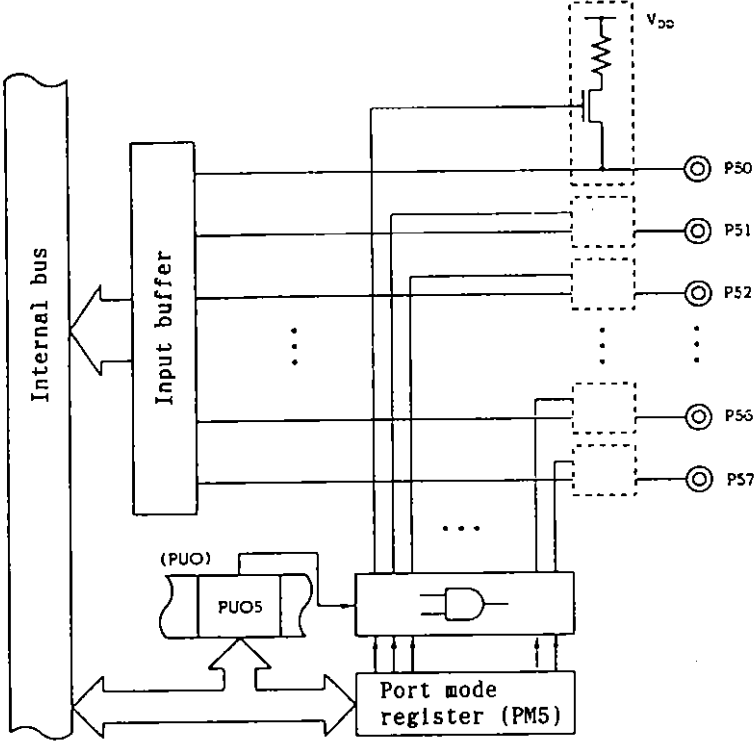 VDD
P50
P51
P52
P56
P57
Internal bus
Input buffer
(PUO)
PUO5
Port mode
register (PM5)